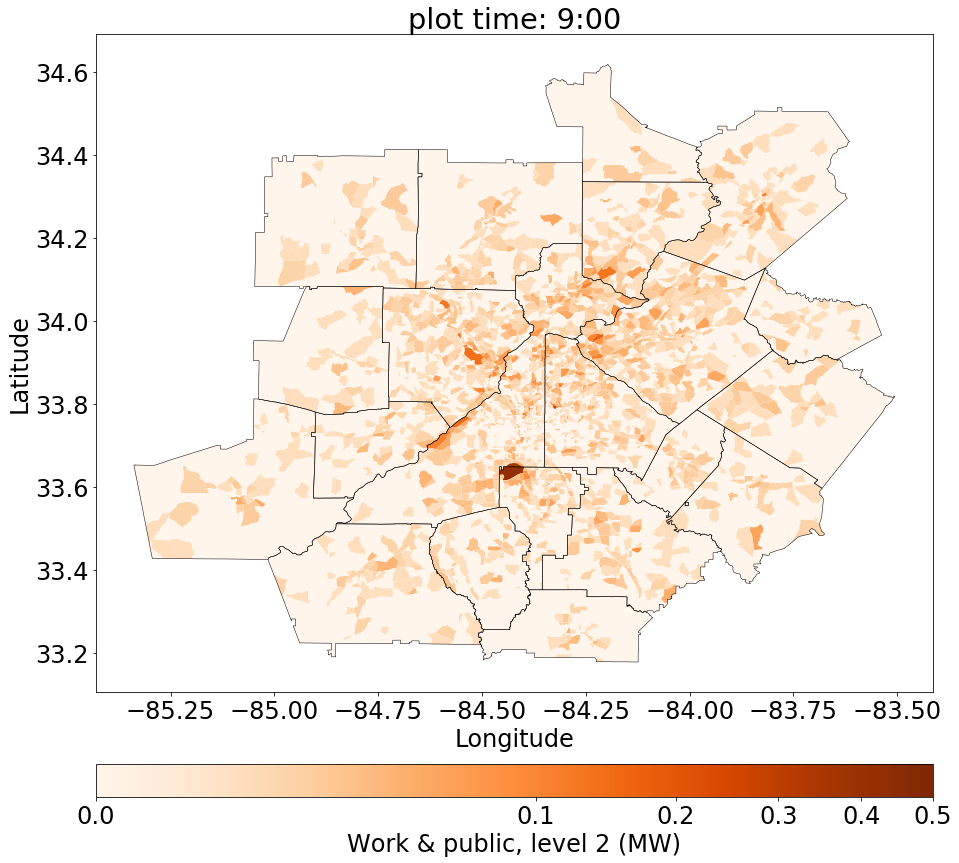 plot time: 9:00
34.6
34.4
34.2
34.0
33.8
33.6
33.4
33.2
Latitude
−85.25 −85.00 −84.75 −84.50 −84.25 −84.00 −83.75 −83.50
Longitude
0.0 0.1 0.2 0.3 0.4 0.5
Work & public, level 2 (MW)